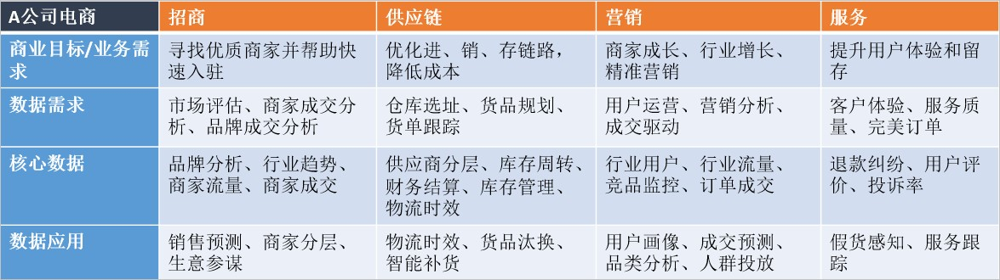 A公司电商
招商
供应链
营销
服务
商业目标/业务需
求
寻找优质商家并帮助快
速入驻
优化进、销、存链路，
降低成本
商家成长、行业增长、
精准营销
提升用户体验和留
存
数据需求
市场评估、商家成交分
析、品牌成交分析
仓库选址、货品规划、
货单跟踪
用户运营、营销分析、
成交驱动
客户体验、服务质
量、完美订单
核心数据
品牌分析、行业趋势、
商家流量、商家成交
供应商分层、库存周转、
财务结算、库存管理、
物流时效
行业用户、行业流量、
竞品监控、订单成交
退款纠纷、用户评
价、投诉率
数据应用
销售预测、商家分层、
生意参谋
物流时效、货品汰换、
智能补货
用户画像、成交预测、
品类分析、人群投放
假货感知、服务跟
踪